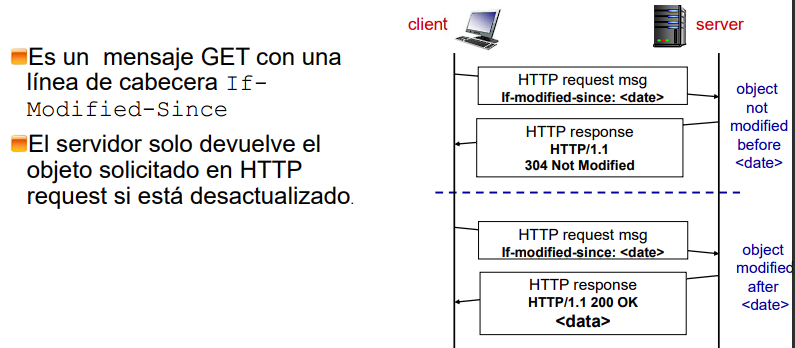 Es un mensaje GET con una
línea de cabecera If-
Modified-Since
El servidor solo devuelve el
objeto solicitado en HTTP
request si está desactualizado.
client
server
HTTP request msg
If-modified-since: <date>
object
not
modified
before
<date>
HTTP response
HTTP/1.1
304 Not Modified
HTTP request msg
If-modified-since: <date>
object
modified
after
<date>
HTTP response
HTTP/1.1 200 OK
<data>